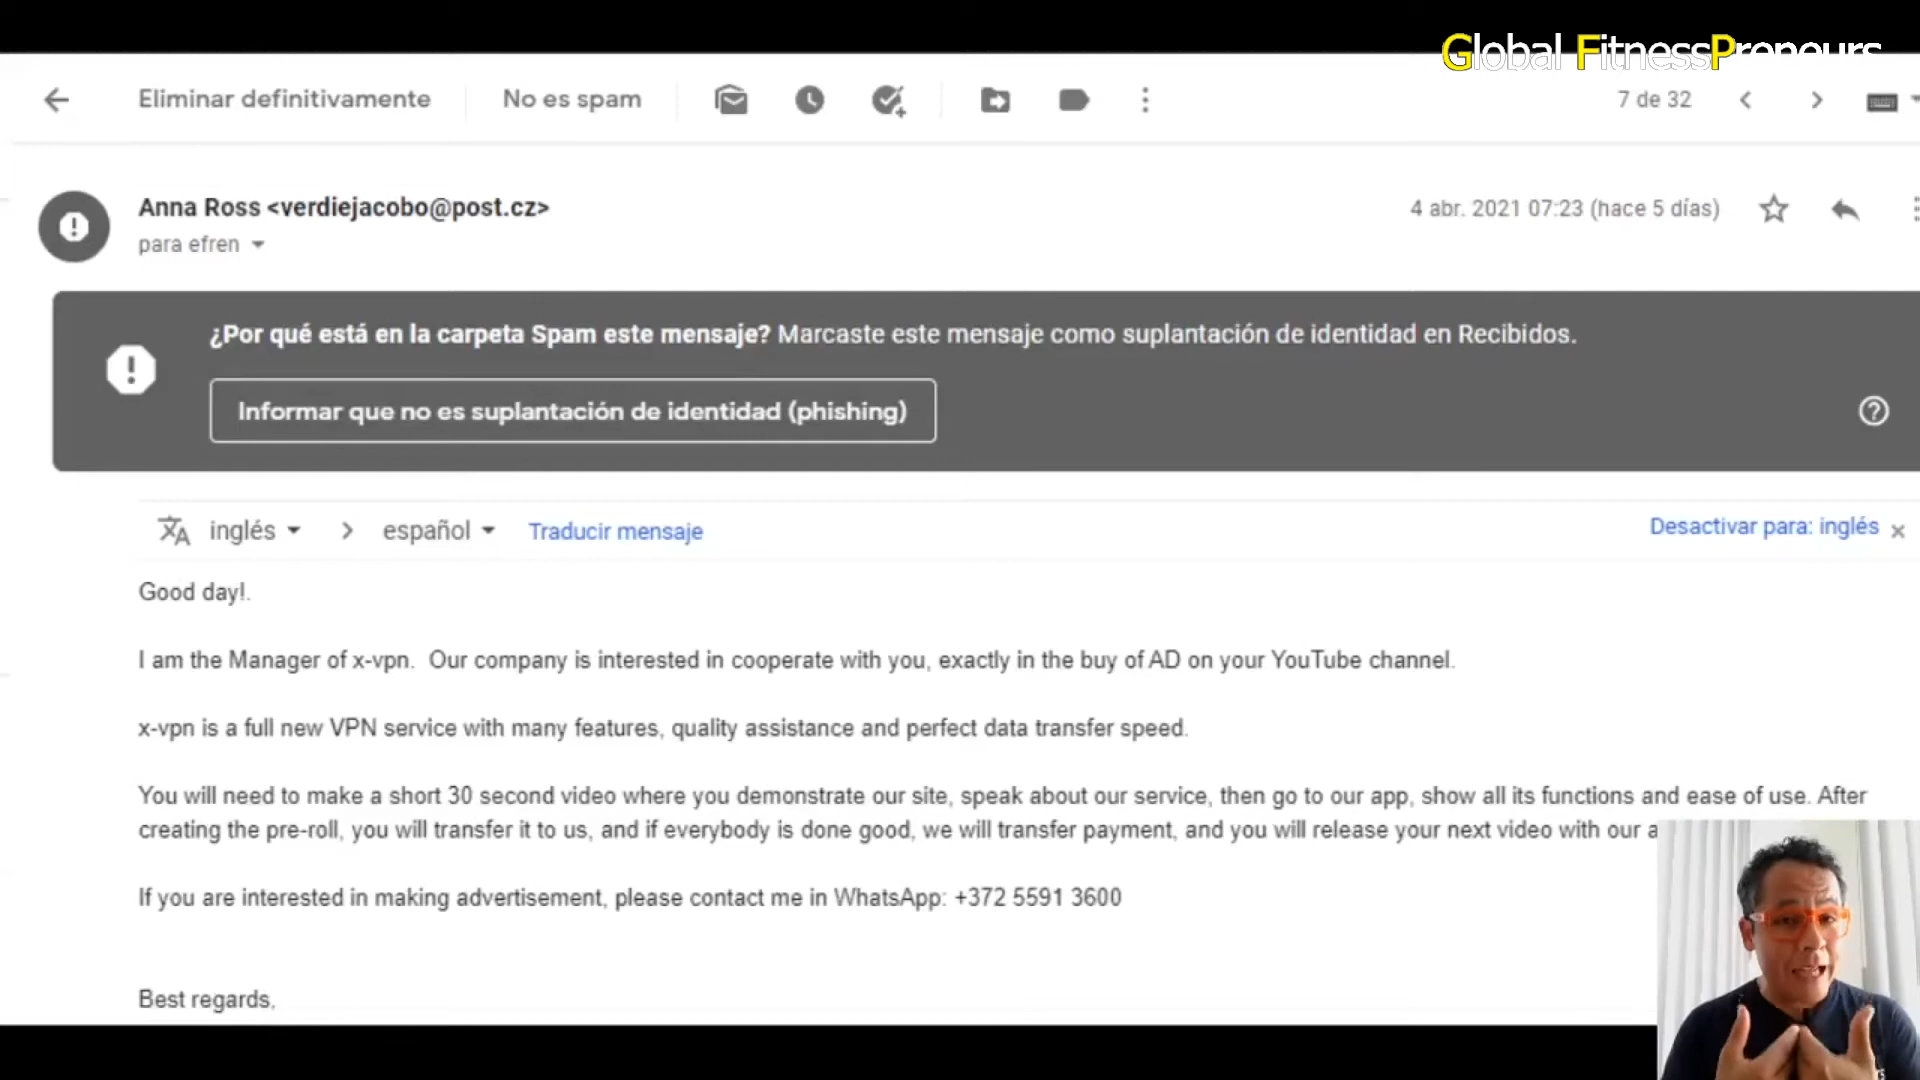 Global FitnessPreneurs
Eliminar definitivamente
No es spam
7 de 32
Anna Ross <verdiejacobo@post.cz>
4 abr. 2021 07:23 (hace 5 días)
para efren
¿Por qué está en la carpeta Spam este mensaje? Marcaste este mensaje como suplantación de identidad en Recibidos.
Informar que no es suplantación de identidad (phishing)
inglés > español Traducir mensaje
Desactivar para: inglés ×
Good day!.
I am the Manager of x-vpn. Our company is interested in cooperate with you, exactly in the buy of AD on your YouTube channel.
x-vpn is a full new VPN service with many features, quality assistance and perfect data transfer speed.
You will need to make a short 30 second video where you demonstrate our site, speak about our service, then go to our app, show all its functions and ease of use. After
creating the pre-roll, you will transfer it to us, and if everybody is done good, we will transfer payment, and you will release your next video with our a
If you are interested in making advertisement, please contact me in WhatsApp: +372 5591 3600
Best regards,